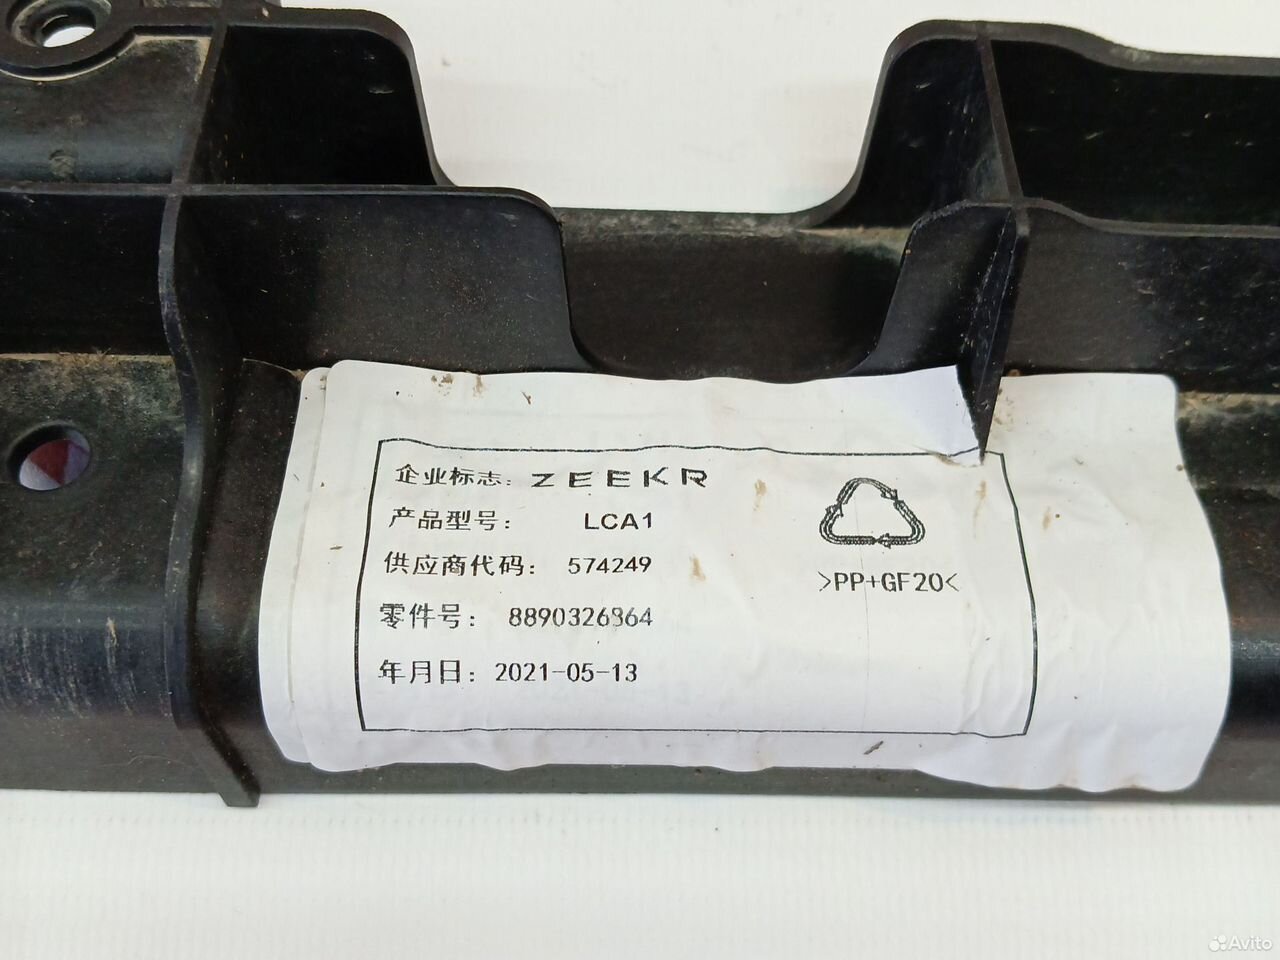 企业标志：ZEEKR
产品型号：LCA1
供应商代码：574249
>PP+GF20<
零件号：8890326864
年月日：2021-05-13
Avito